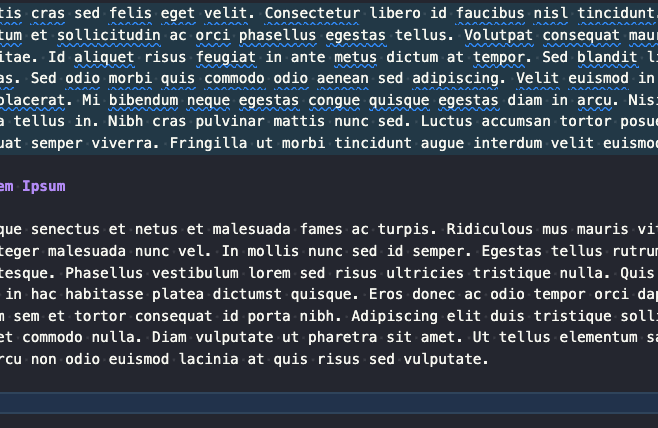 tis cras sed felis eget velit. Consectetur libero id faucibus nisl tincidunt
tum et sollicitudin ac orci phasellus egestas tellus. Volutpat consequat mau
itae. Id aliquet risus feugiat in ante metus dictum at tempor. Sed blandit l
as. Sed odio morbi quis commodo odio aenean sed adipiscing. Velit euismod in
placerat. Mi bibendum neque egestas congue quisque egestas diam in arcu. Nis
a tellus in. Nibh cras pulvinar mattis nunc sed. Luctus accumsan tortor posue
uat semper viverra. Fringilla ut morbi tincidunt augue interdum velit euismo
em Ipsum
que senectus et netus et malesuada fames ac turpis. Ridiculous mus mauris vit
teger malesuada nunc vel. In mollis nunc sed id semper. Egestas tellus rutru
tesque. Phasellus vestibulum lorem sed risus ultricies tristique nulla. Quis
in hac habitasse platea dictumst quisque. Eros donec ac odio tempor orci dap
m sem et tortor consequat id porta nibh. Adipiscing elit duis tristique solli
et commodo nulla. Diam vulputate ut pharetra sit amet. Ut tellus elementum sa
rcu non odio euismod lacinia at quis risus sed vulputate.